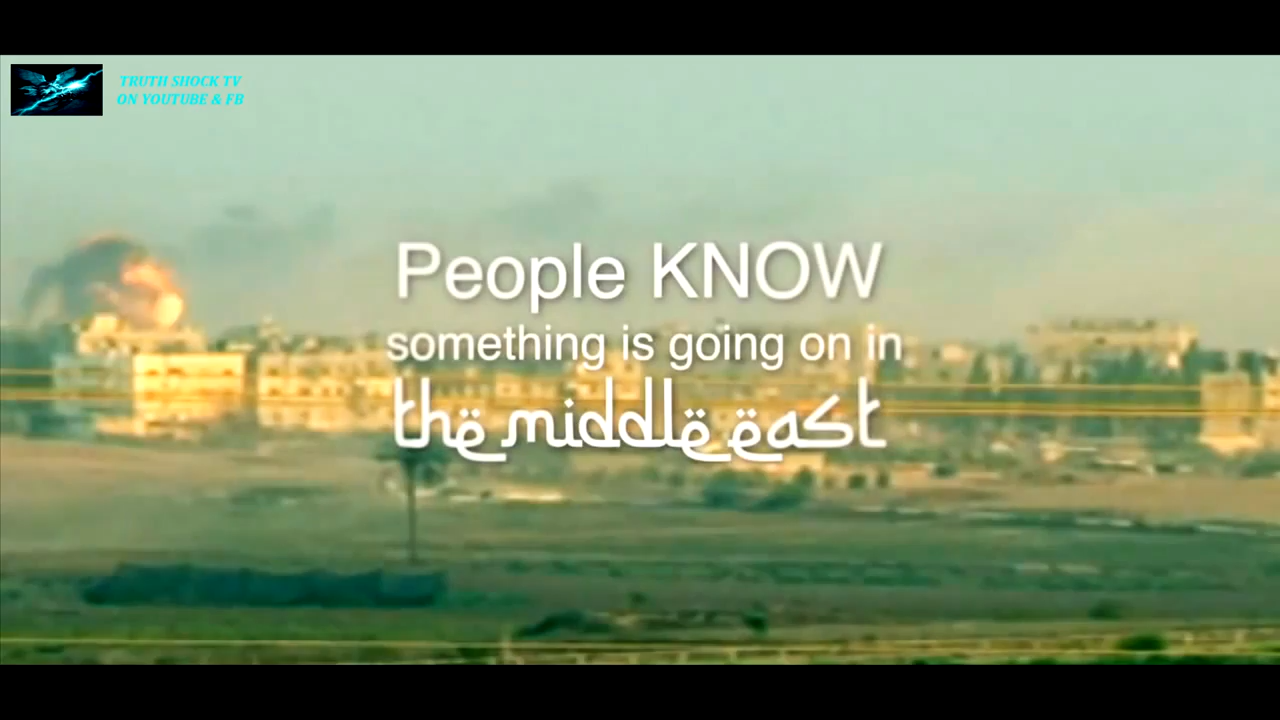 TRUTH SHOCK TV
ON YOUTUBE & FB
People KNOW
something is going on in
the middle east